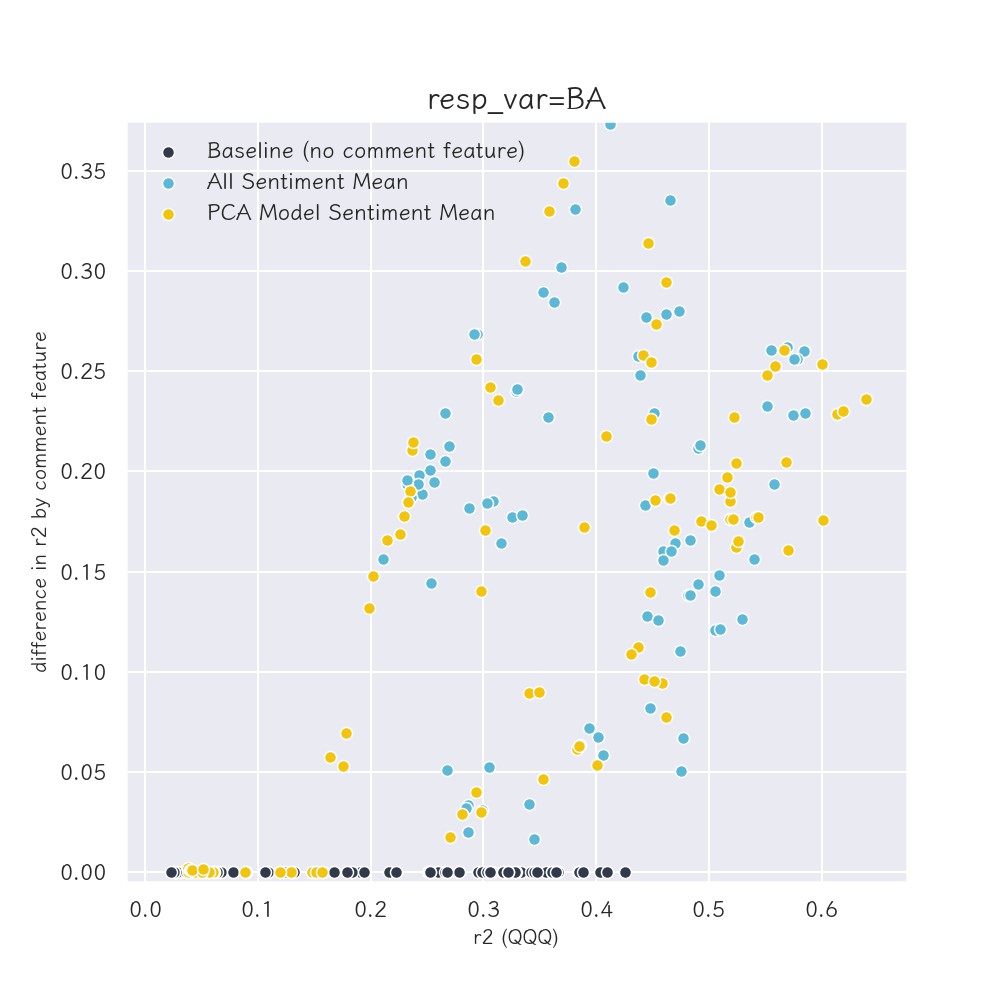 resp_var=BA
Baseline (no comment feature)
All Sentiment Mean
PCA Model Sentiment Mean
difference in r2 by comment feature
0.35
0.30
0.25
0.20
0.15
0.10
0.05
0.00
0.0 0.1 0.2 0.3 0.4 0.5 0.6
r2 (QQQ)